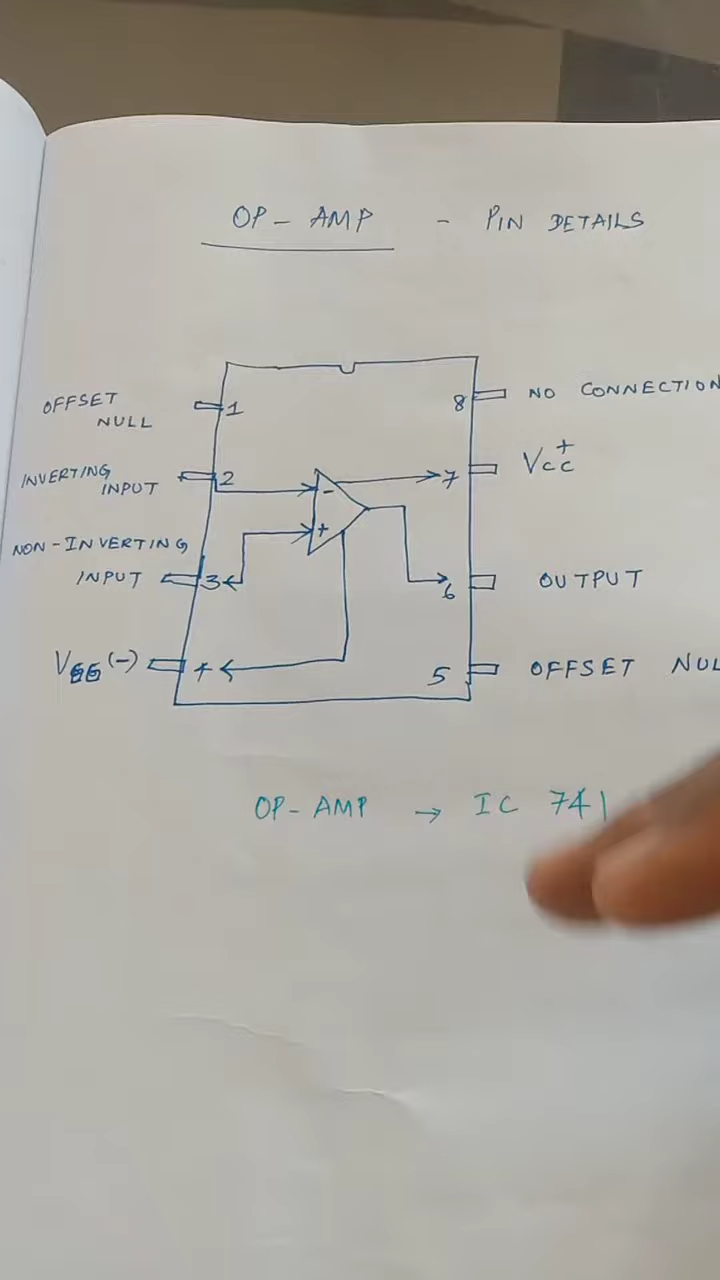 OP - AMP - PIN DETAILS
OFFSET
NULL
1
8
NO CONNECTION
INVERTING
INPUT
2
-
7
Vcc+
NON-INVERTING
INPUT
3
+
6
OUTPUT
(-)
4
5
OFFSET NUL
OP-AMP → IC 741